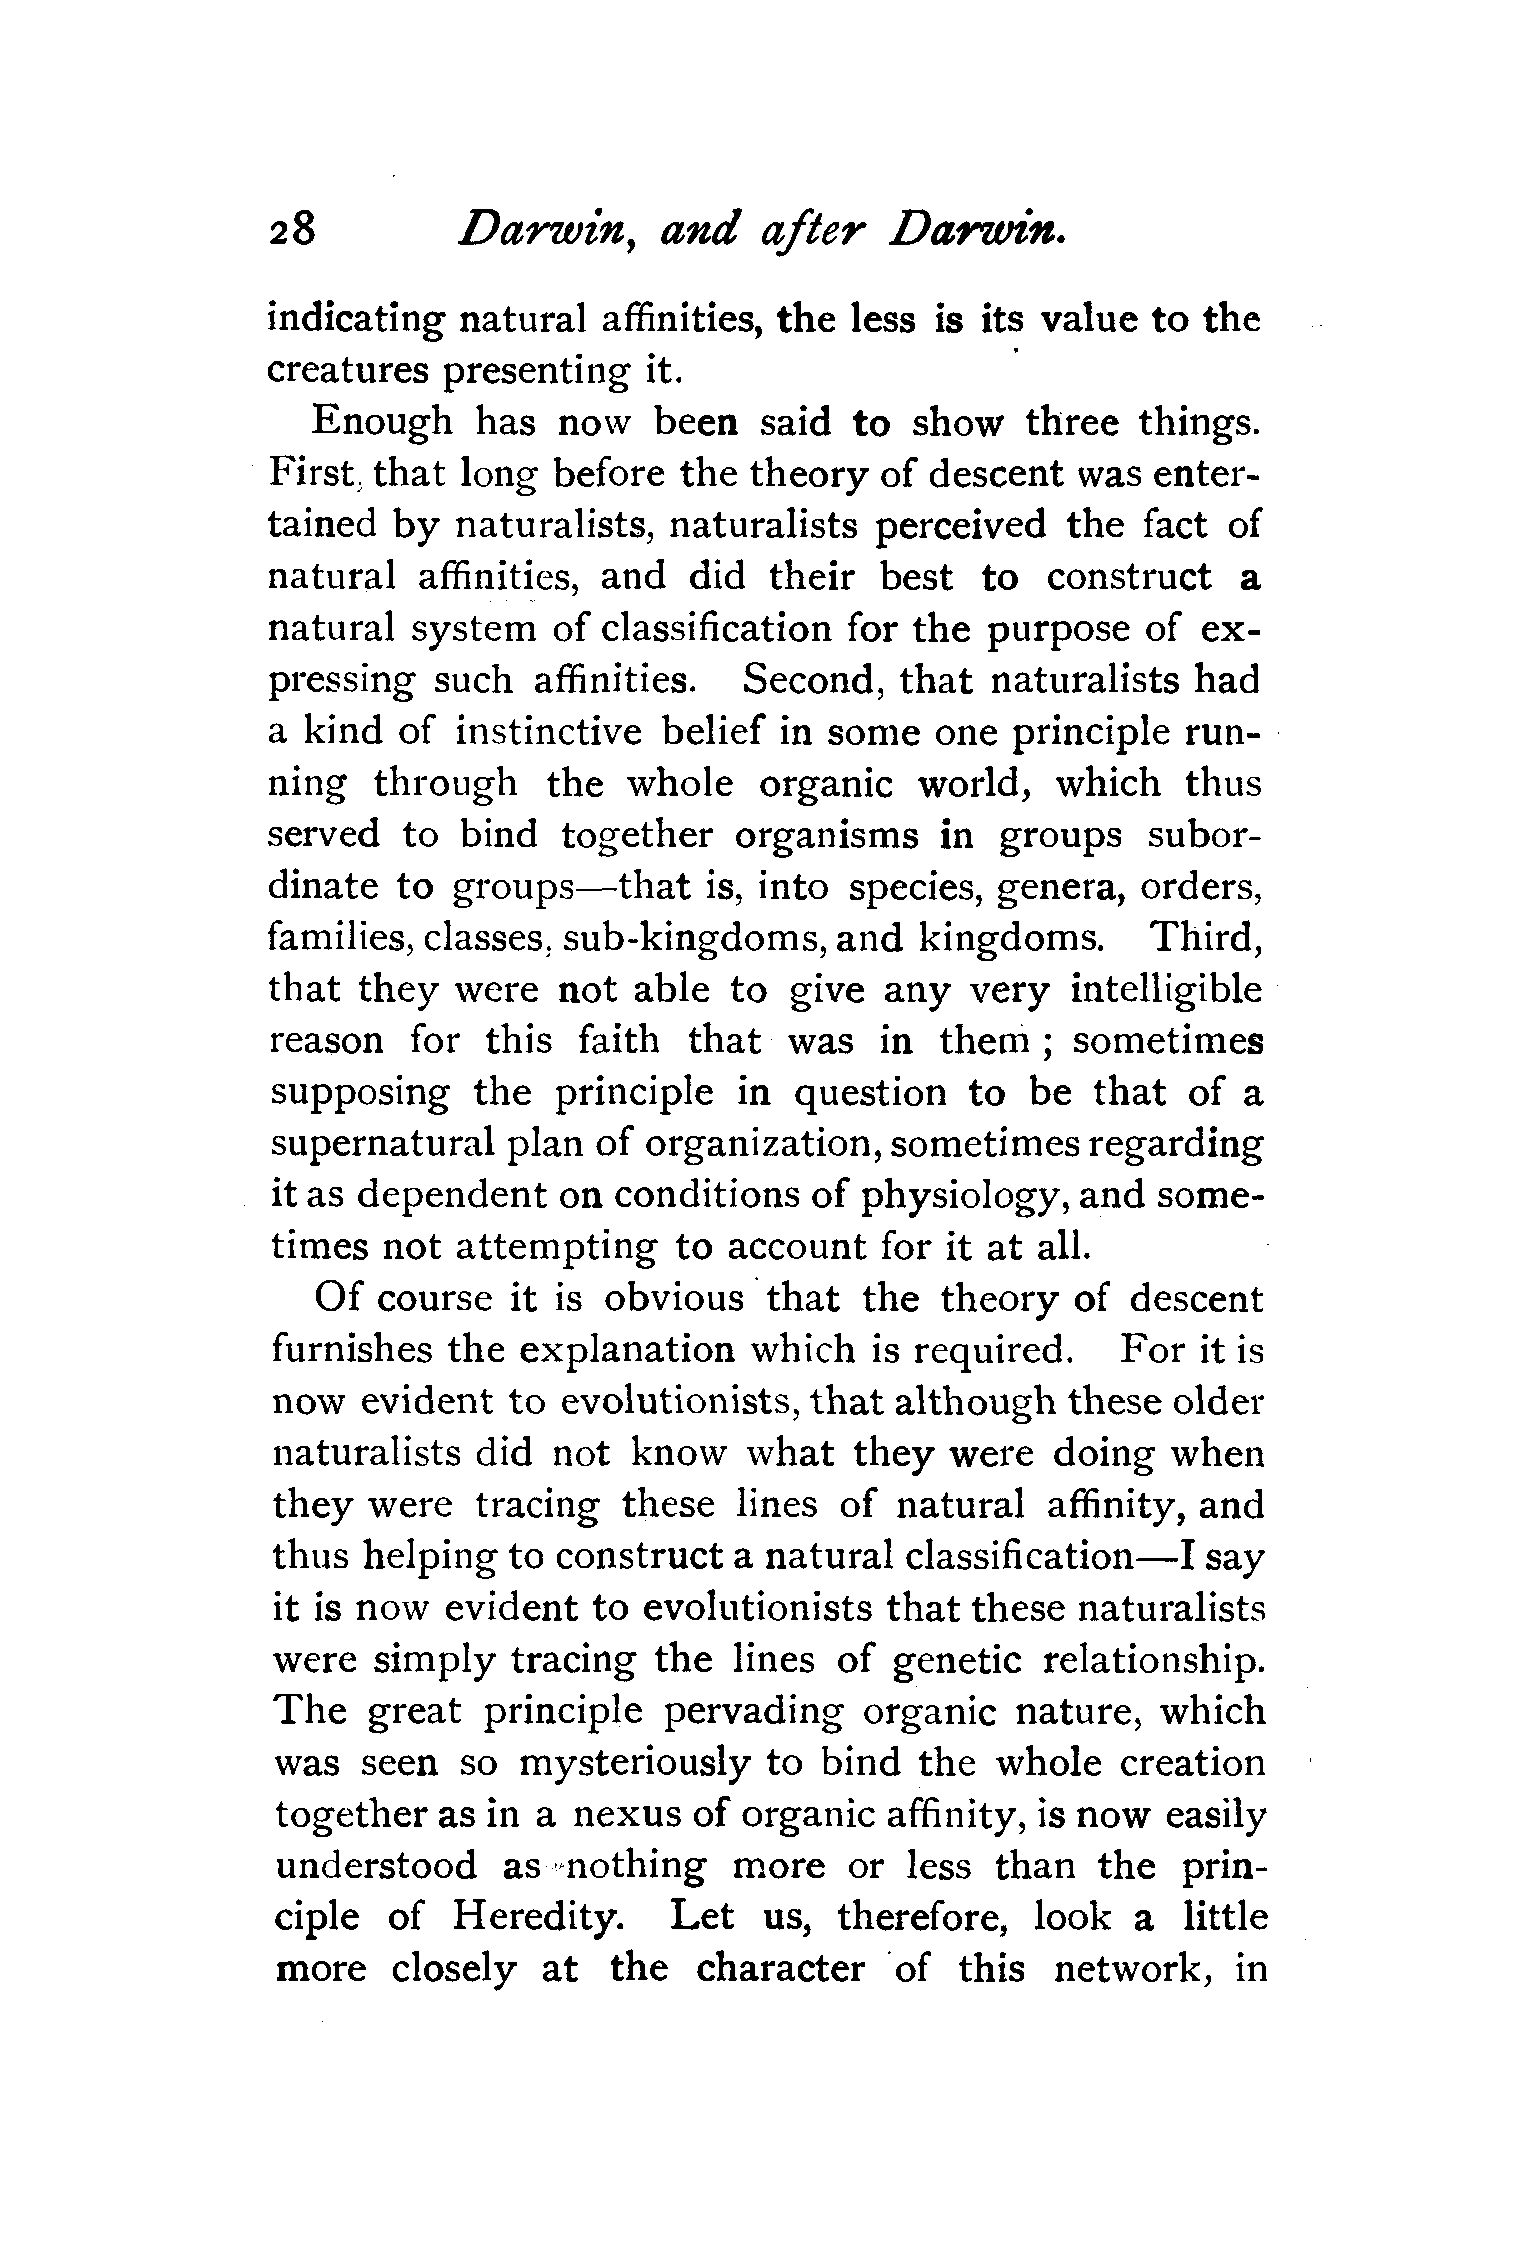 28 Darwin, and after Darwin.
indicating natural affinities, the less is its value to the
creatures presenting it.
Enough has now been said to show three things.
First, that long before the theory of descent was enter-
tained by naturalists, naturalists perceived the fact of
natural affinities, and did their best to construct a
natural system of classification for the purpose of ex-
pressing such affinities. Second, that naturalists had
a kind of instinctive belief in some one principle run-
ning through the whole organic world, which thus
served to bind together organisms in groups subor-
dinate to groups—that is, into species, genera, orders,
families, classes, sub-kingdoms, and kingdoms. Third,
that they were not able to give any very intelligible
reason for this faith that was in them ; sometimes
supposing the principle in question to be that of a
supernatural plan of organization, sometimes regarding
it as dependent on conditions of physiology, and some-
times not attempting to account for it at all.
Of course it is obvious that the theory of descent
furnishes the explanation which is required. For it is
now evident to evolutionists, that although these older
naturalists did not know what they were doing when
they were tracing these lines of natural affinity, and
thus helping to construct a natural classification—I say
it is now evident to evolutionists that these naturalists
were simply tracing the lines of genetic relationship.
The great principle pervading organic nature, which
was seen so mysteriously to bind the whole creation
together as in a nexus of organic affinity, is now easily
understood as nothing more or less than the prin-
ciple of Heredity. Let us, therefore, look a little
more closely at the character of this network, in